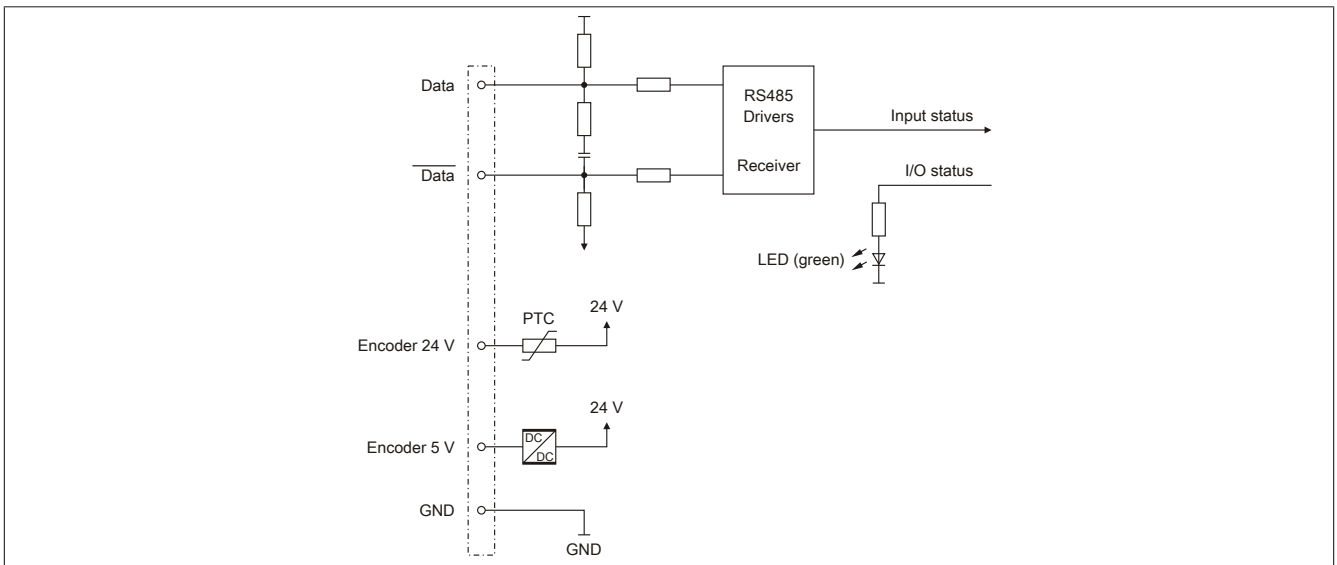 Data
RS485
Drivers
Input status
Receiver
Data
I/O status
LED (green)
24 V
PTC
Encoder 24 V
24 V
DC
DC
Encoder 5 V
GND
GND